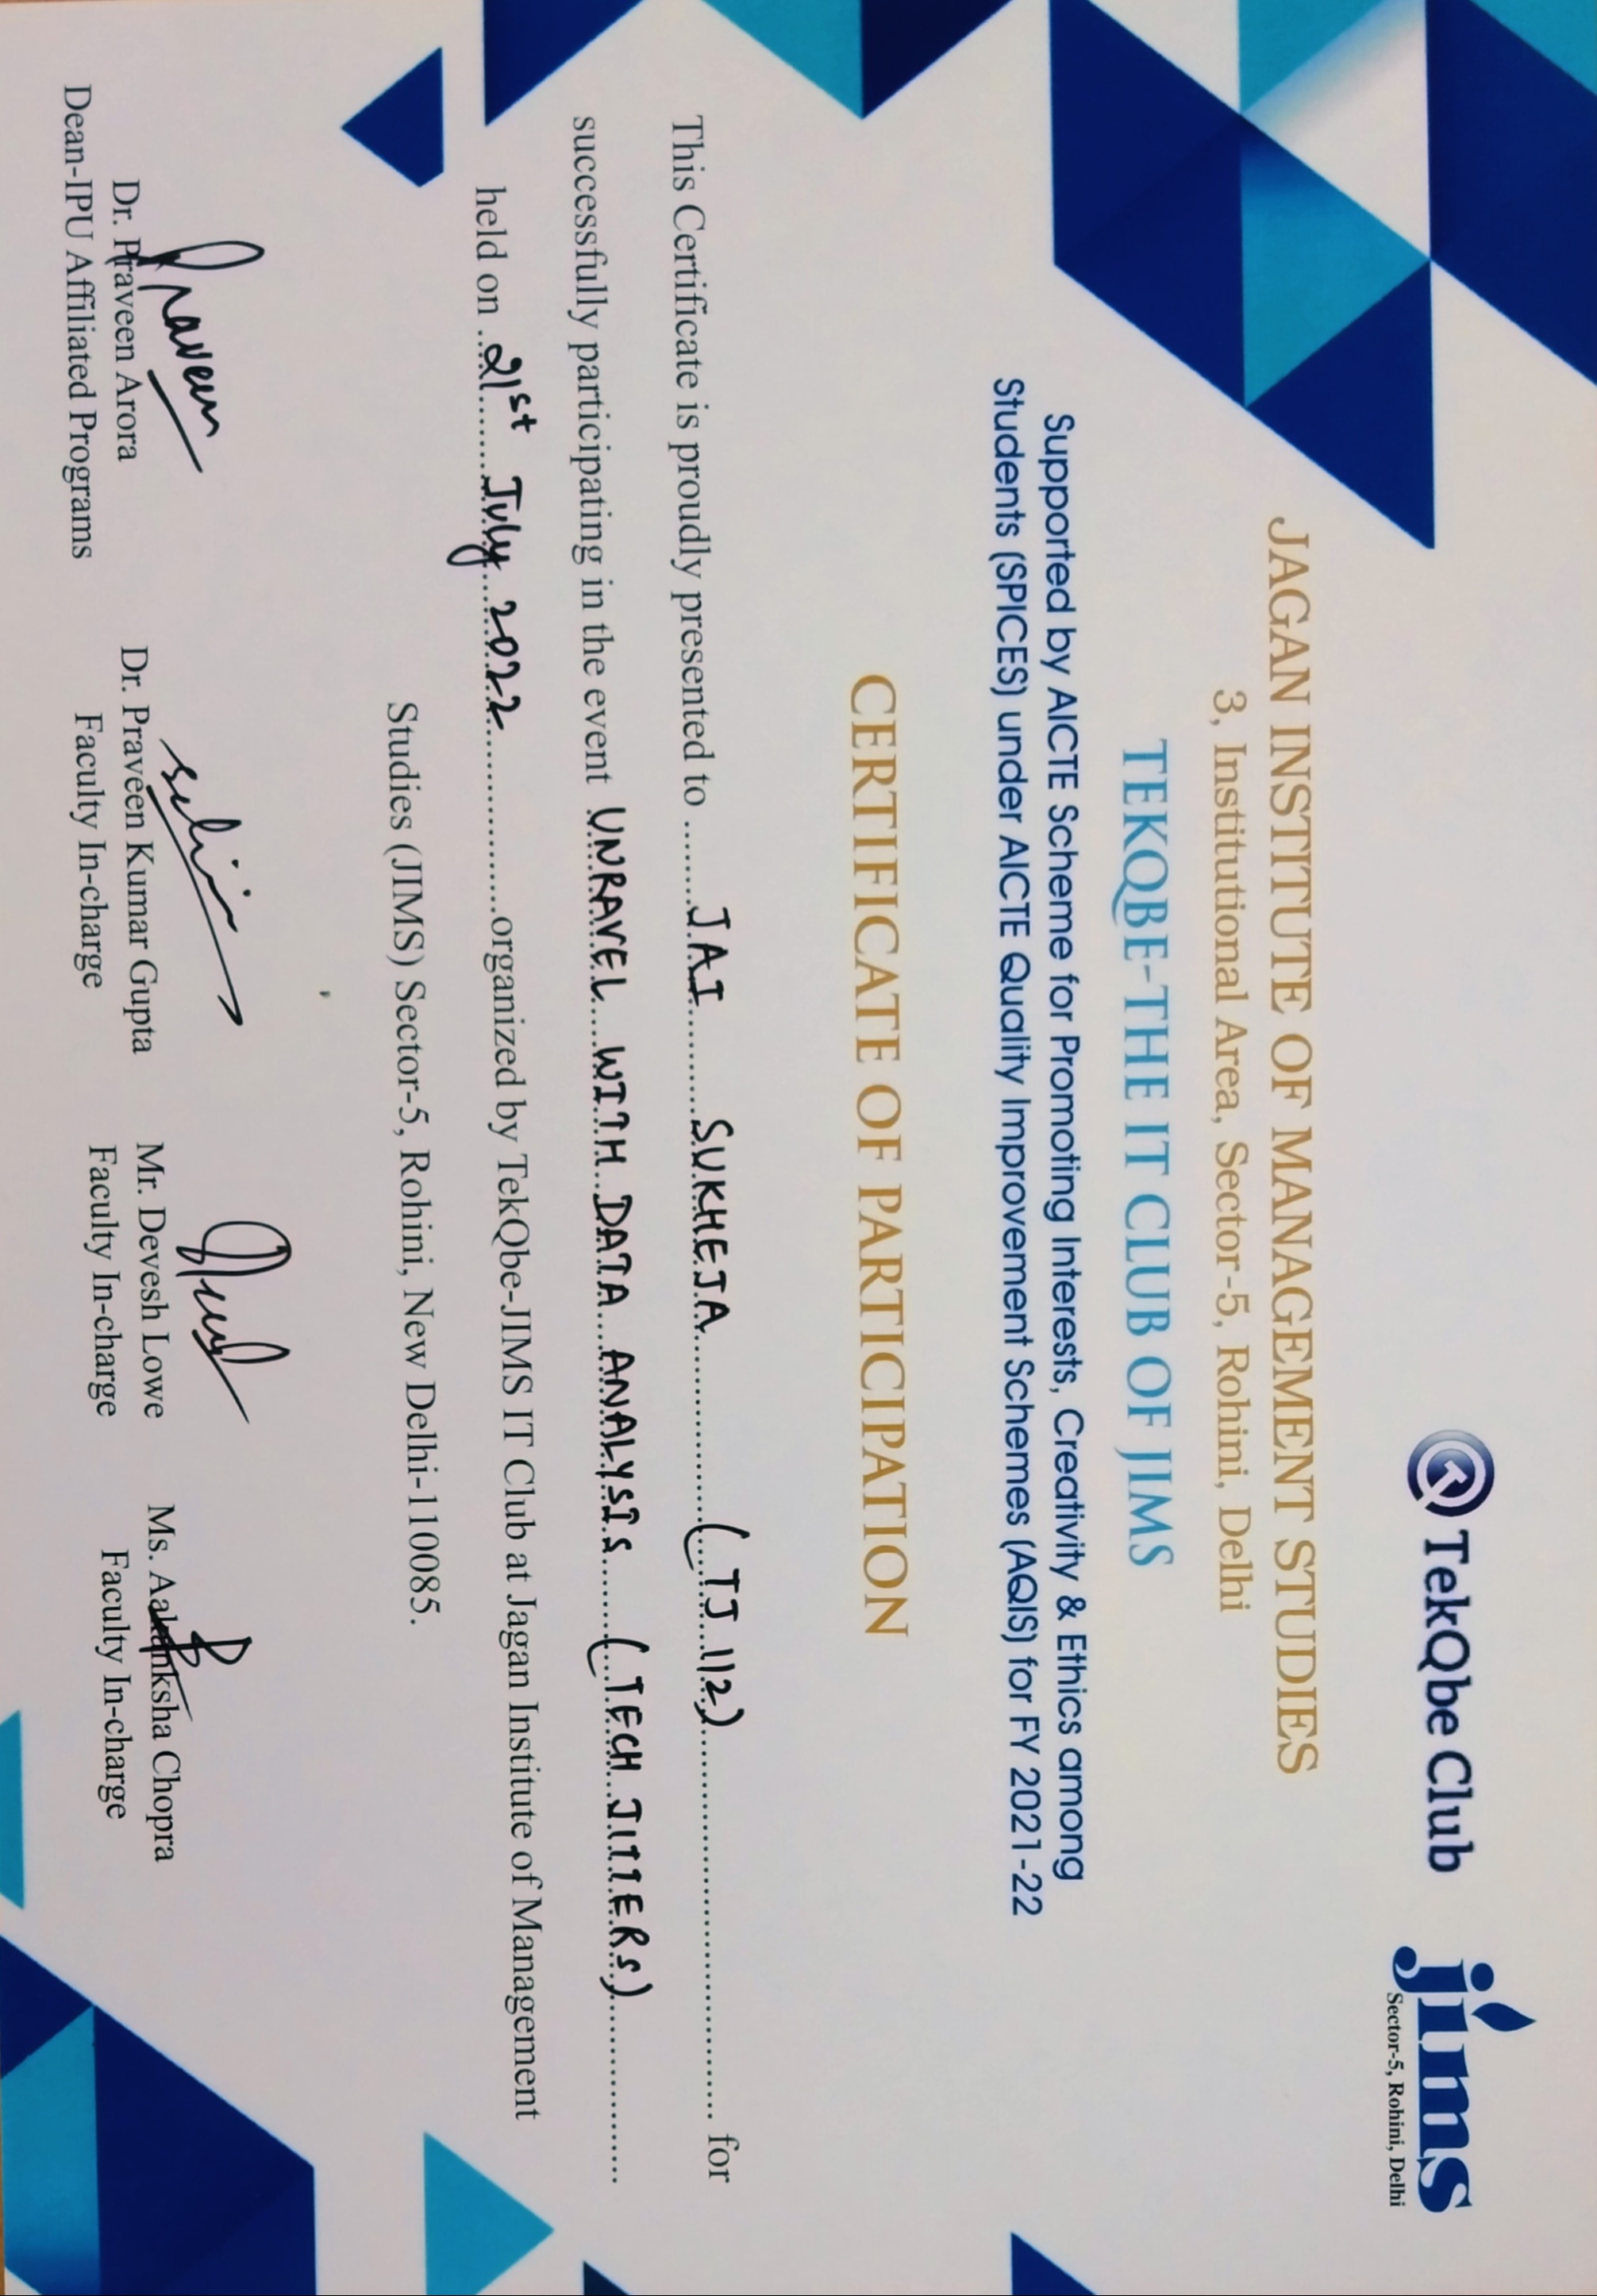 TekQbe Club
jims
Sector-5, Rohini, Delhi
JAGAN INSTITUTE OF MANAGEMENT STUDIES
3, Institutional Area, Sector-5, Rohini, Delhi
TEKQBE-THE IT CLUB OF JIMS
Supported by AICTE Scheme for Promoting Interests, Creativity & Ethics among
Students (SPICES) under AICTE Quality Improvement Schemes (AQIS) for FY 2021-22
CERTIFICATE OF PARTICIPATION
This Certificate is proudly presented to JAI SUKHEJA (TJ 112) for
successfully participating in the event UNRAVEL WITH DATA ANALYSIS (TECH JITTERS)
held on 21st July 2022 organized by TekQbe-JIMS IT Club at Jagan Institute of Management
Studies (JIMS) Sector-5, Rohini, New Delhi-110085.
Praveen
Dr. Praveen Arora
Dean-IPU Affiliated Programs
Dr. Praveen Kumar Gupta
Faculty In-charge
Mr. Devesh Lowe
Faculty In-charge
Ms. Aakanksha Chopra
Faculty In-charge